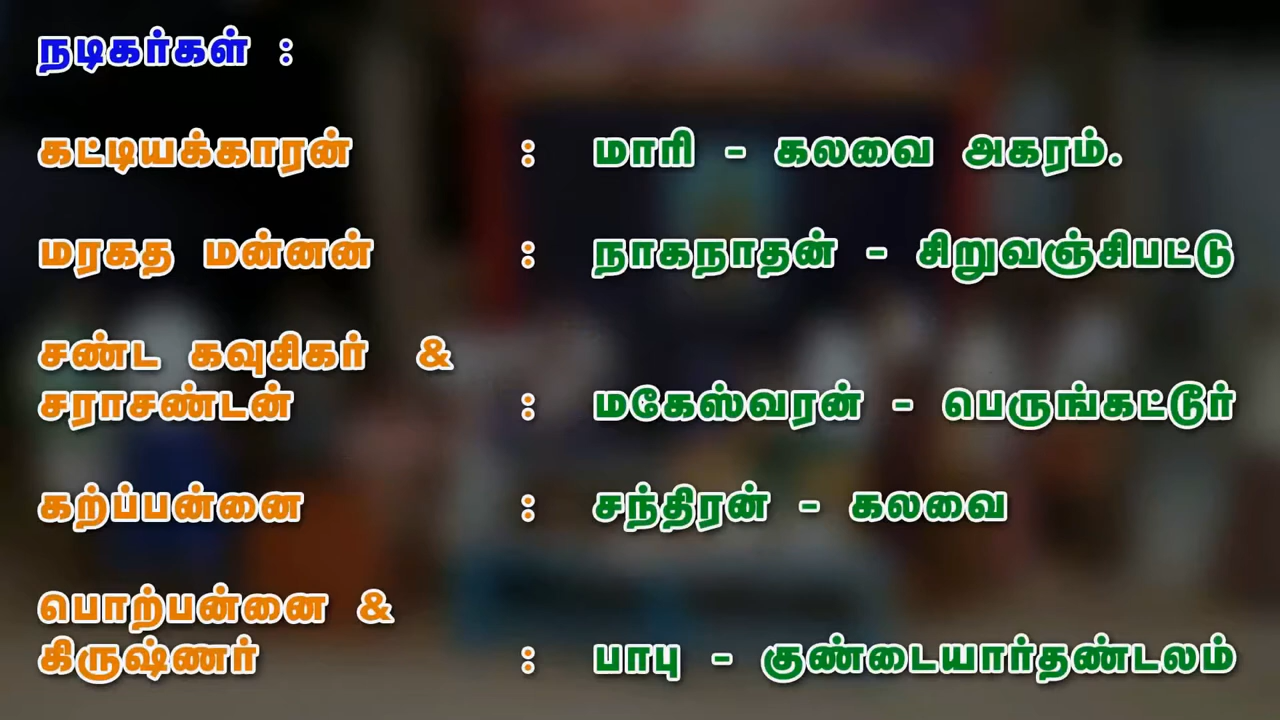 நடிகர்கள் :
கட்டியக்காரன் : மாரி - கலவை அகரம்.
மரகத மன்னன் : நாகநாதன் - சிறுவஞ்சிபட்டு
சண்ட கவுசிகர் &
சராசண்டன் : மகேஸ்வரன் - பெருங்கட்டூர்
கற்ப்பன்னை : சந்திரன் - கலவை
பொற்பன்னை &
கிருஷ்ணர் : பாபு - குண்டையார்தண்டலம்